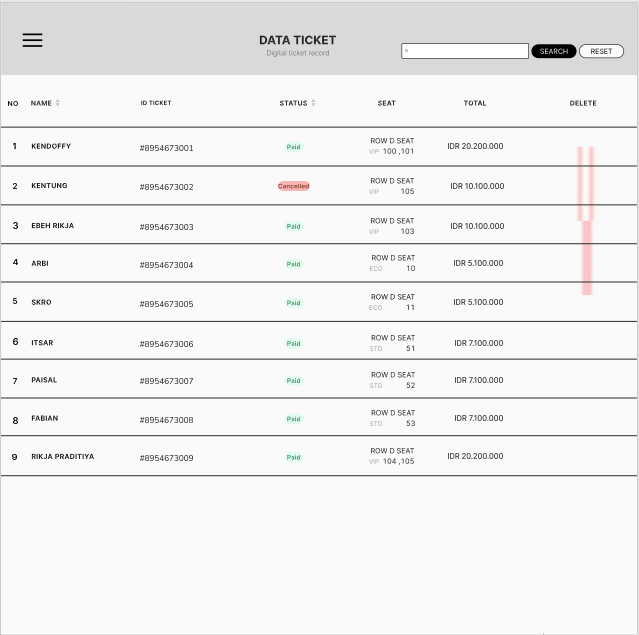 DATA TICKET
Digital ticket record
SEARCH RESET
NO NAME ID TICKET STATUS SEAT TOTAL DELETE
1 KENDOFFY #8954673001 Paid ROW D SEAT VIP 100 ,101 IDR 20.200.000
2 KENTUNG #8954673002 Cancelled ROW D SEAT VIP 105 IDR 10.100.000
3 EBEH RIKJA #8954673003 Paid ROW D SEAT VIP 103 IDR 10.100.000
4 ARBI #8954673004 Paid ROW D SEAT ECO 10 IDR 5.100.000
5 SKRO #8954673005 Paid ROW D SEAT ECO 11 IDR 5.100.000
6 ITSAR #8954673006 Paid ROW D SEAT STD 51 IDR 7.100.000
7 PAISAL #8954673007 Paid ROW D SEAT STD 52 IDR 7.100.000
8 FABIAN #8954673008 Paid ROW D SEAT STD 53 IDR 7.100.000
9 RIKJA PRADITIYA #8954673009 Paid ROW D SEAT VIP 104 ,105 IDR 20.200.000